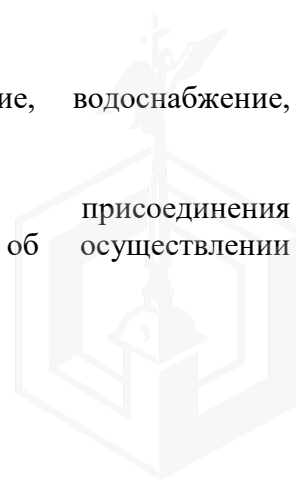 ие, водоснабжение,
присоединения
об осуществлении